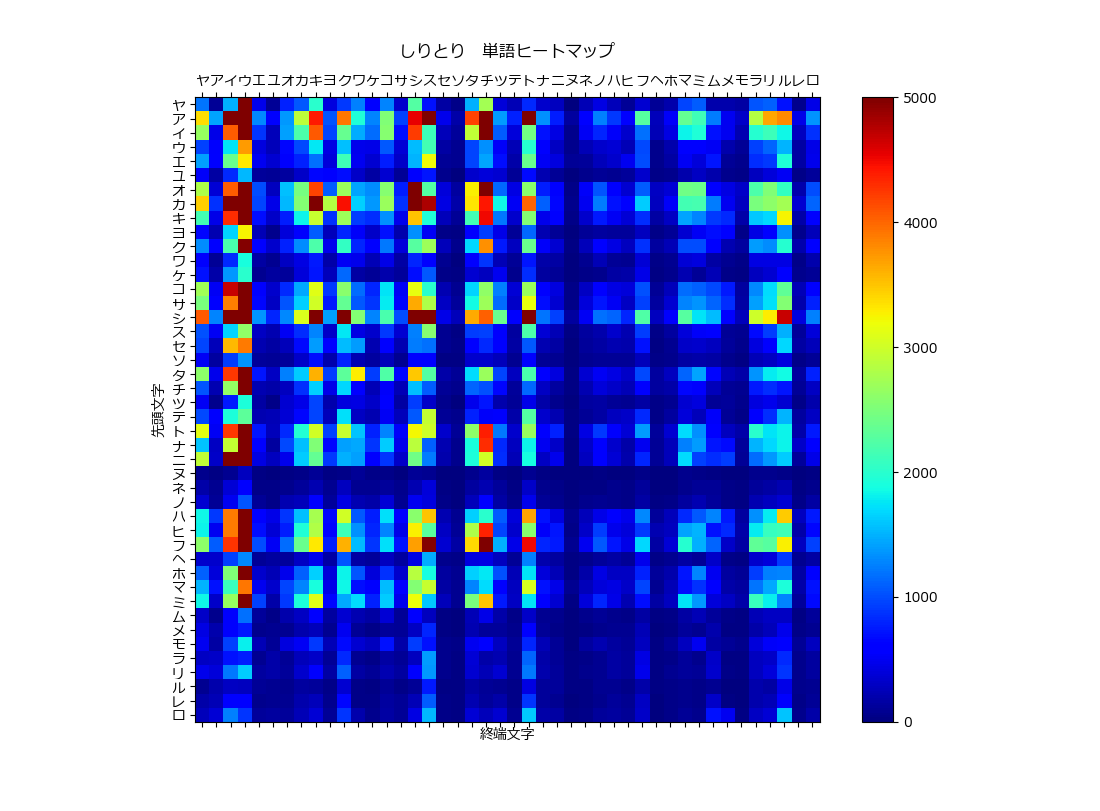 しりとり　単語ヒートマップ
ヤアイウエユオカキヨクワケコサシスセソタチツテトナニヌネノハヒフヘホマミムメモラリルレロ
ヤ
ア
イ
ウ
エ
ユ
オ
カ
キ
ヨ
ク
ワ
ケ
コ
サ
シ
ス
セ
ソ
タ
チ
ツ
テ
ト
ナ
ニ
ヌ
ネ
ノ
ハ
ヒ
フ
ヘ
ホ
マ
ミ
ム
メ
モ
ラ
リ
ル
レ
ロ
先頭文字
終端文字
5000
4000
3000
2000
1000
0